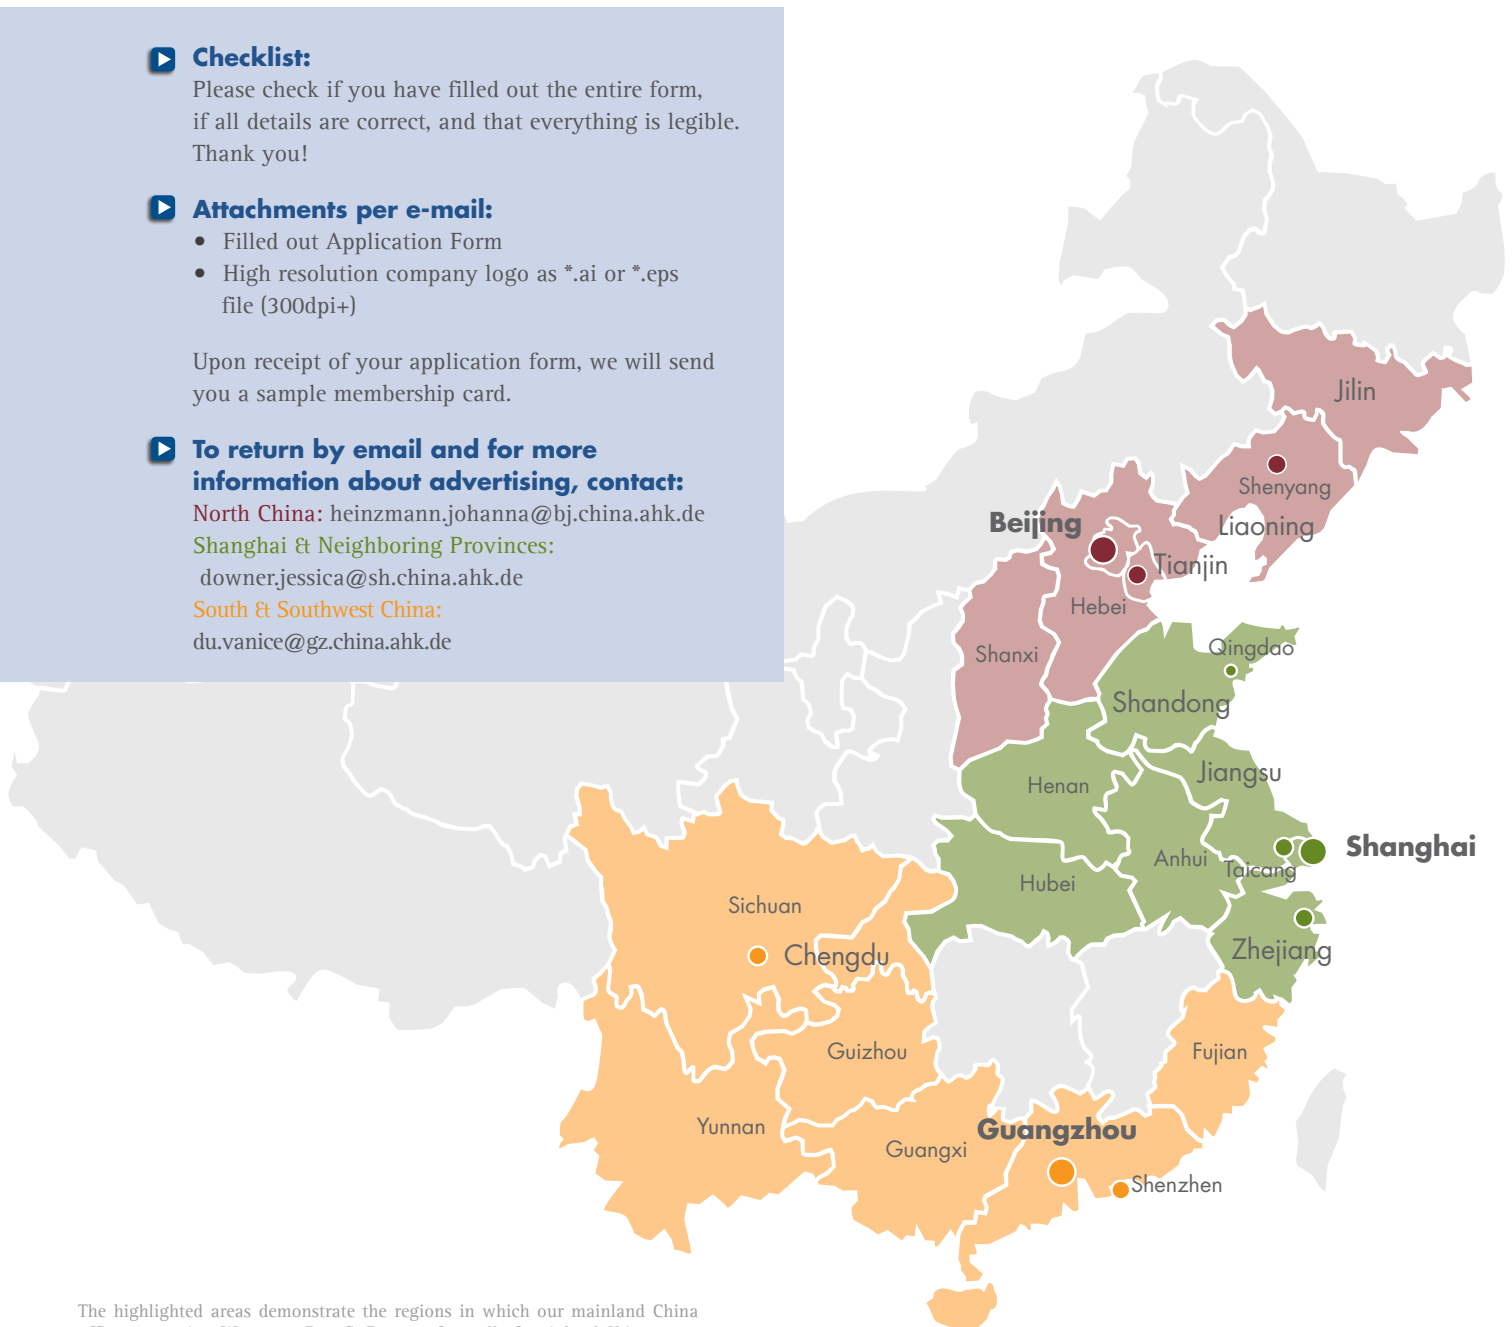 Checklist:
Please check if you have filled out the entire form,
if all details are correct, and that everything is legible.
Thank you!
Attachments per e-mail:
• Filled out Application Form
• High resolution company logo as *.ai or *.eps
file (300dpi+)
Upon receipt of your application form, we will send
you a sample membership card.
To return by email and for more
information about advertising, contact:
North China: heinzmann.johanna@bj.china.ahk.de
Shanghai & Neighboring Provinces:
downer.jessica@sh.china.ahk.de
South & Southwest China:
du.vanice@gz.china.ahk.de
Jilin
Shenyang
Liaoning
Beijing
Tianjin
Hebei
Shanxi
Qingdao
Shandong
Jiangsu
Henan
Shanghai
Anhui
Taicang
Hubei
Sichuan
Zhejiang
Chengdu
Guizhou
Fujian
Yunnan
Guangzhou
Guangxi
Shenzhen
The highlighted areas demonstrate the regions in which our mainland China